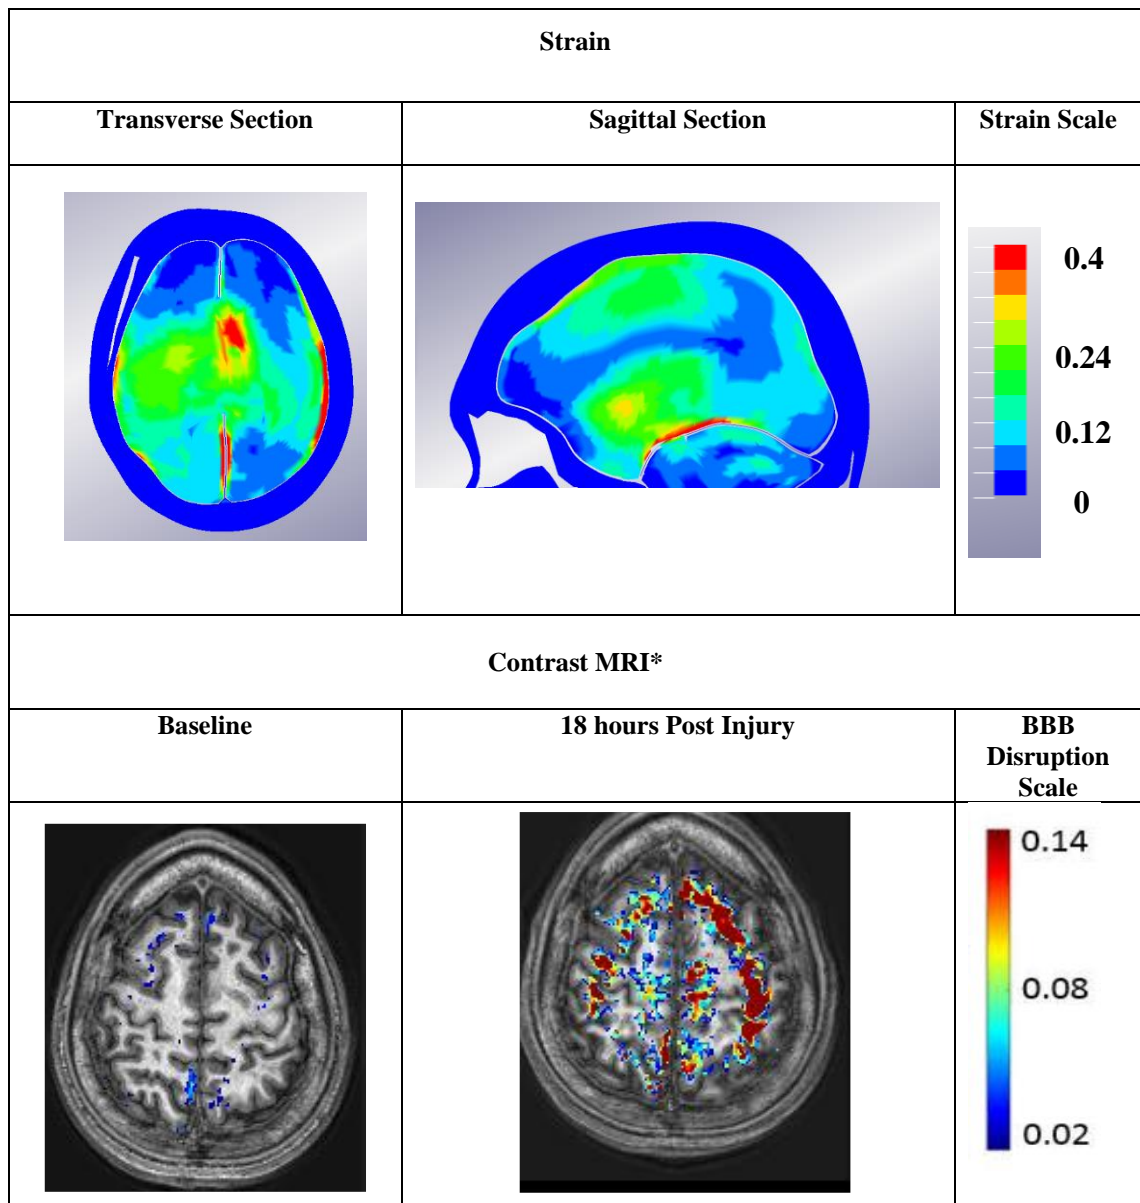 Strain
Transverse Section
Sagittal Section
Strain Scale
0.4
0.24
0.12
0
Contrast MRI*
Baseline
18 hours Post Injury
BBB
Disruption
Scale
0.14
0.08
0.02